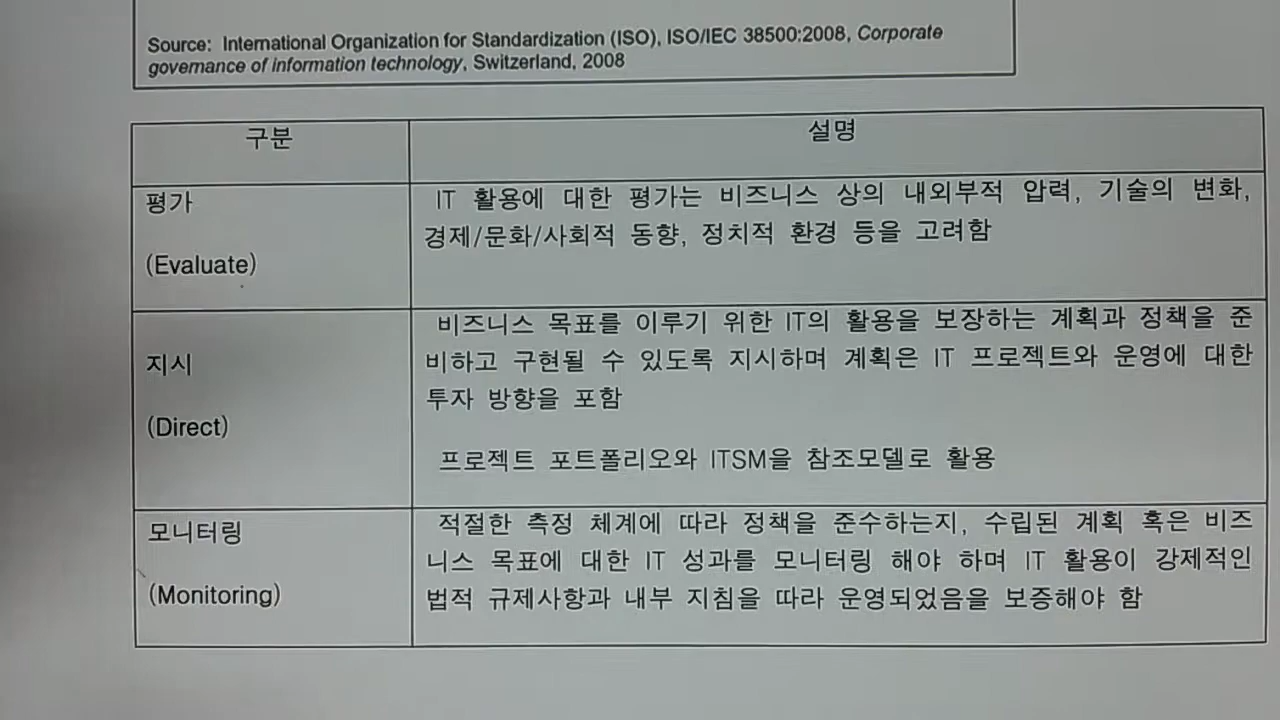 Source: International Organization for Standardization (ISO), ISO/IEC 38500:2008, Corporate
governance of information technology, Switzerland, 2008
구분
설명
평가
(Evaluate)
IT 활용에 대한 평가는 비즈니스 상의 내외부적 압력, 기술의 변화,
경제/문화/사회적 동향, 정치적 환경 등을 고려함
지시
(Direct)
비즈니스 목표를 이루기 위한 IT의 활용을 보장하는 계획과 정책을 준
비하고 구현될 수 있도록 지시하며 계획은 IT 프로젝트와 운영에 대한
투자 방향을 포함
프로젝트 포트폴리오와 ITSM을 참조모델로 활용
모니터링
(Monitoring)
적절한 측정 체계에 따라 정책을 준수하는지, 수립된 계획 혹은 비즈
니스 목표에 대한 IT 성과를 모니터링 해야 하며 IT 활용이 강제적인
법적 규제사항과 내부 지침을 따라 운영되었음을 보증해야 함